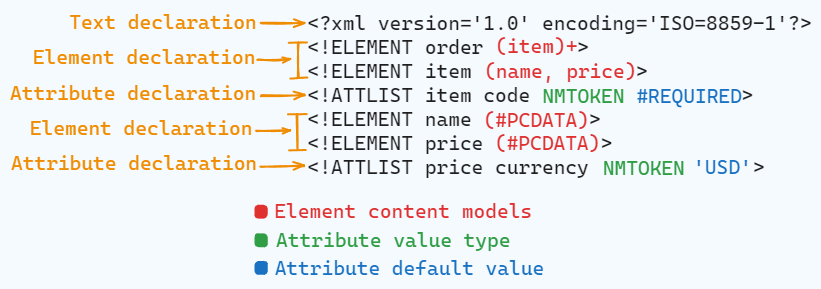 Text declaration <?xml version='1.0' encoding='ISO=8859-1'?>
Element declaration <!ELEMENT order (item)+>
<!ELEMENT item (name, price)>
Attribute declaration <!ATTLIST item code NMTOKEN #REQUIRED>
Element declaration <!ELEMENT name (#PCDATA)>
<!ELEMENT price (#PCDATA)>
Attribute declaration <!ATTLIST price currency NMTOKEN 'USD'>
Element content models
Attribute value type
Attribute default value